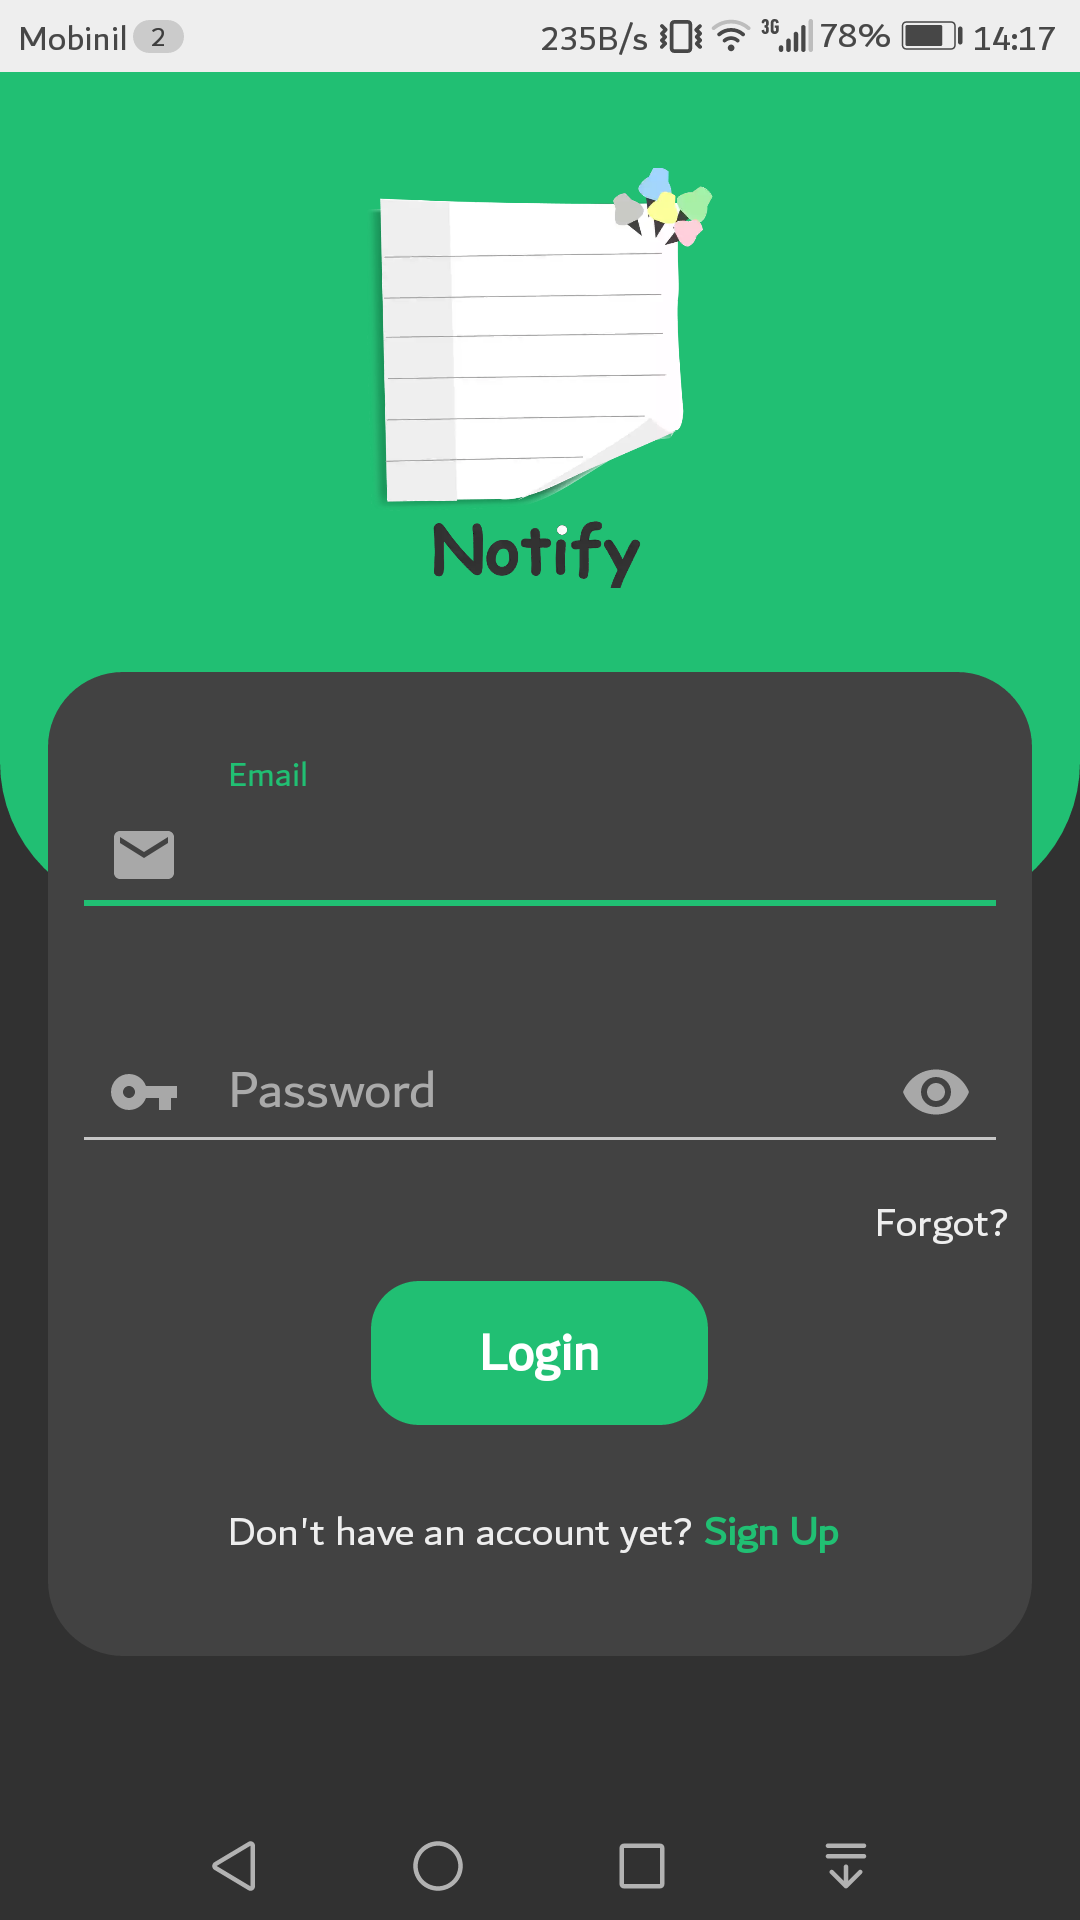 Mobinil 2 235B/s 3G 78% 14:17
Notify
Email
Password
Forgot?
Login
Don't have an account yet? Sign Up